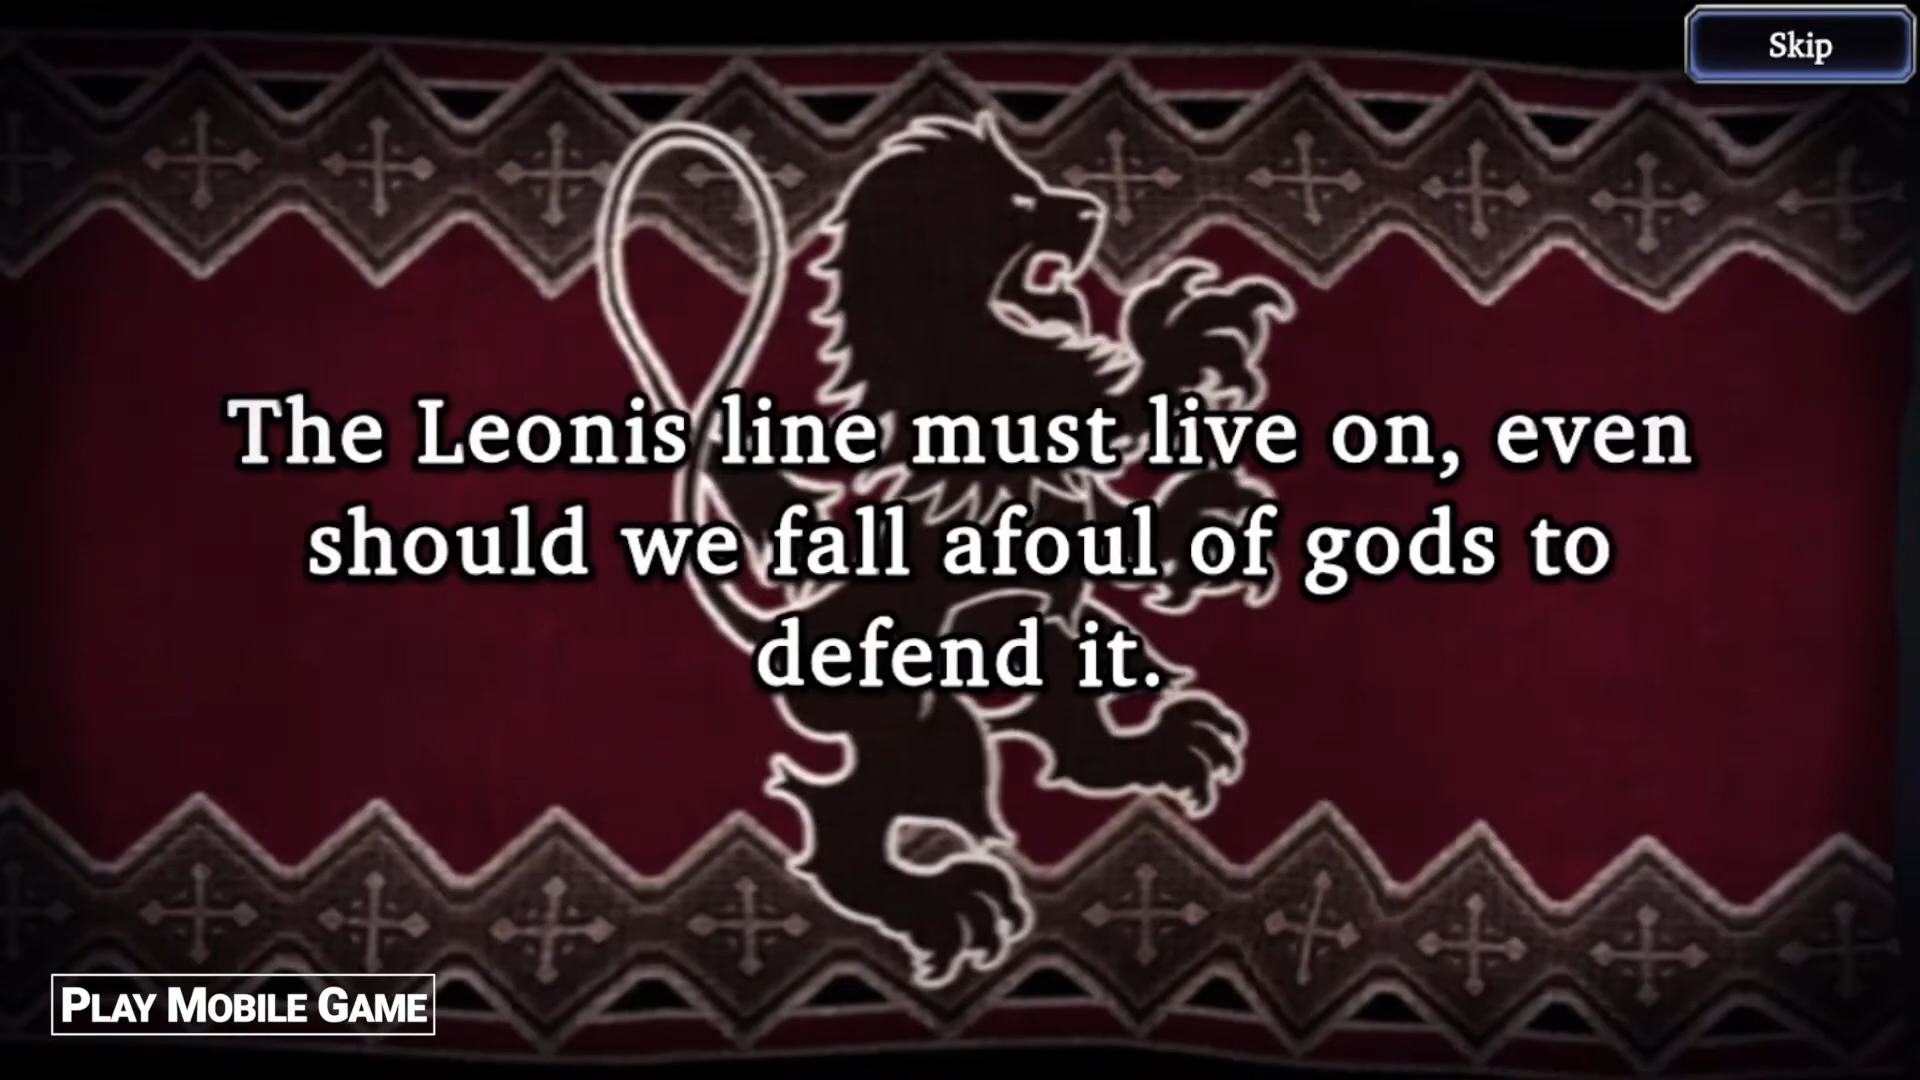 Skip
The Leonis line must live on, even
should we fall afoul of gods to
defend it.
PLAY MOBILE GAME